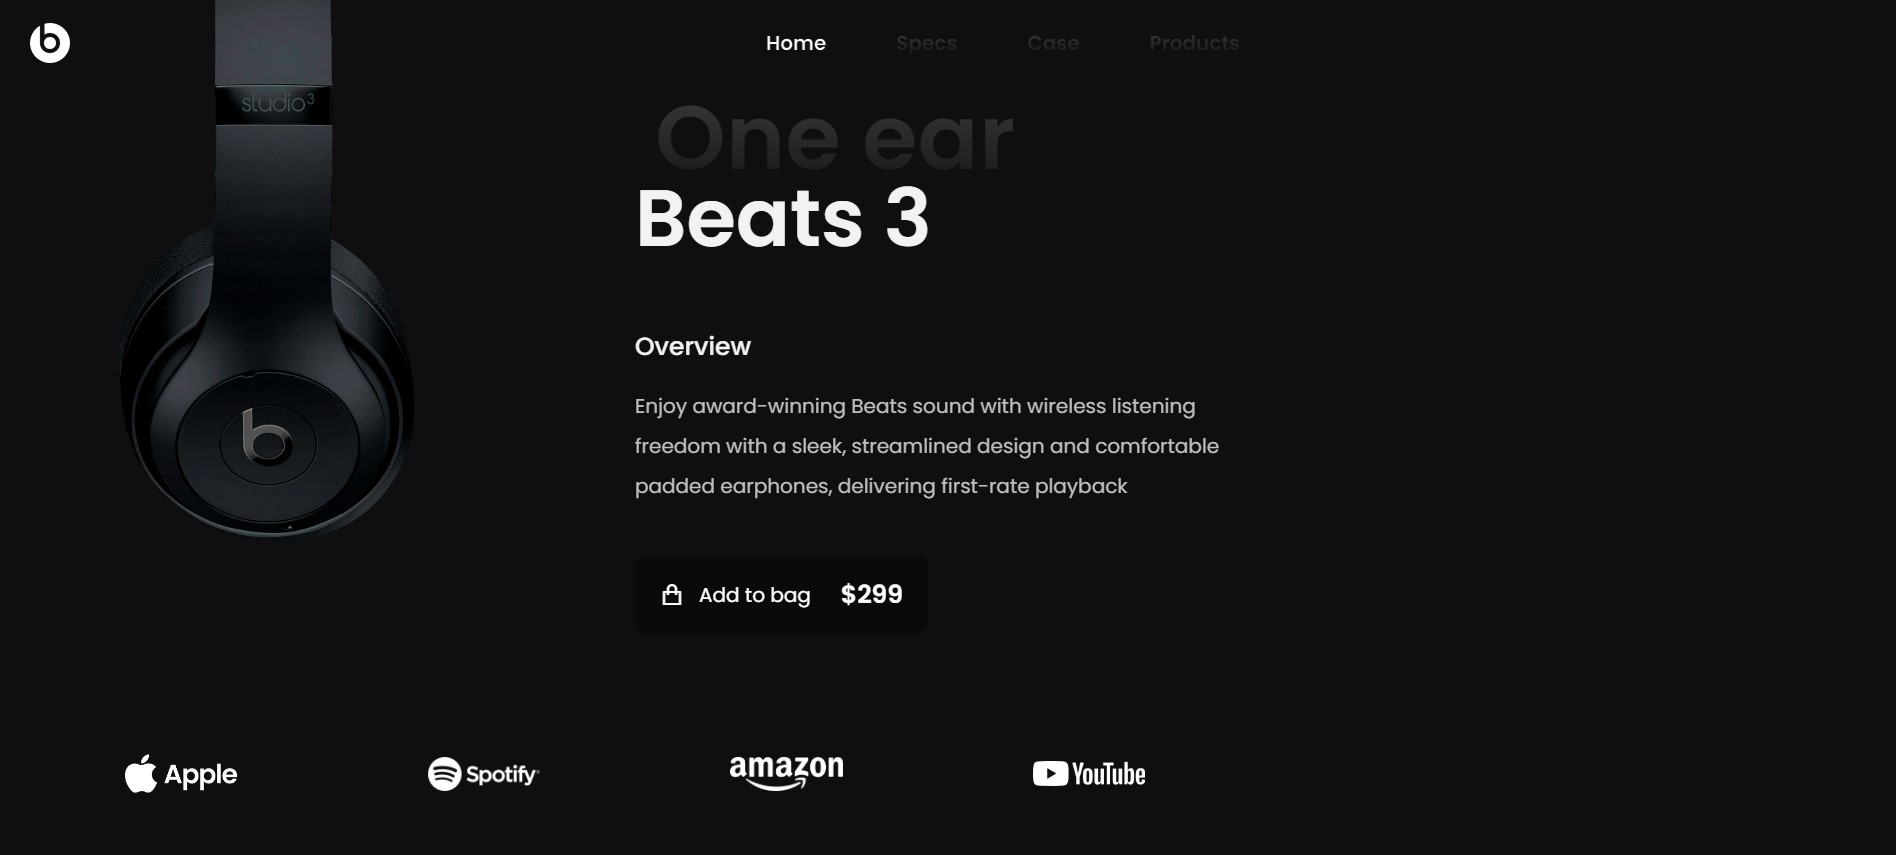 Home Specs Case Products
studio3
One ear
Beats 3
Overview
Enjoy award-winning Beats sound with wireless listening
freedom with a sleek, streamlined design and comfortable
padded earphones, delivering first-rate playback
Add to bag $299
Apple Spotify amazon YouTube